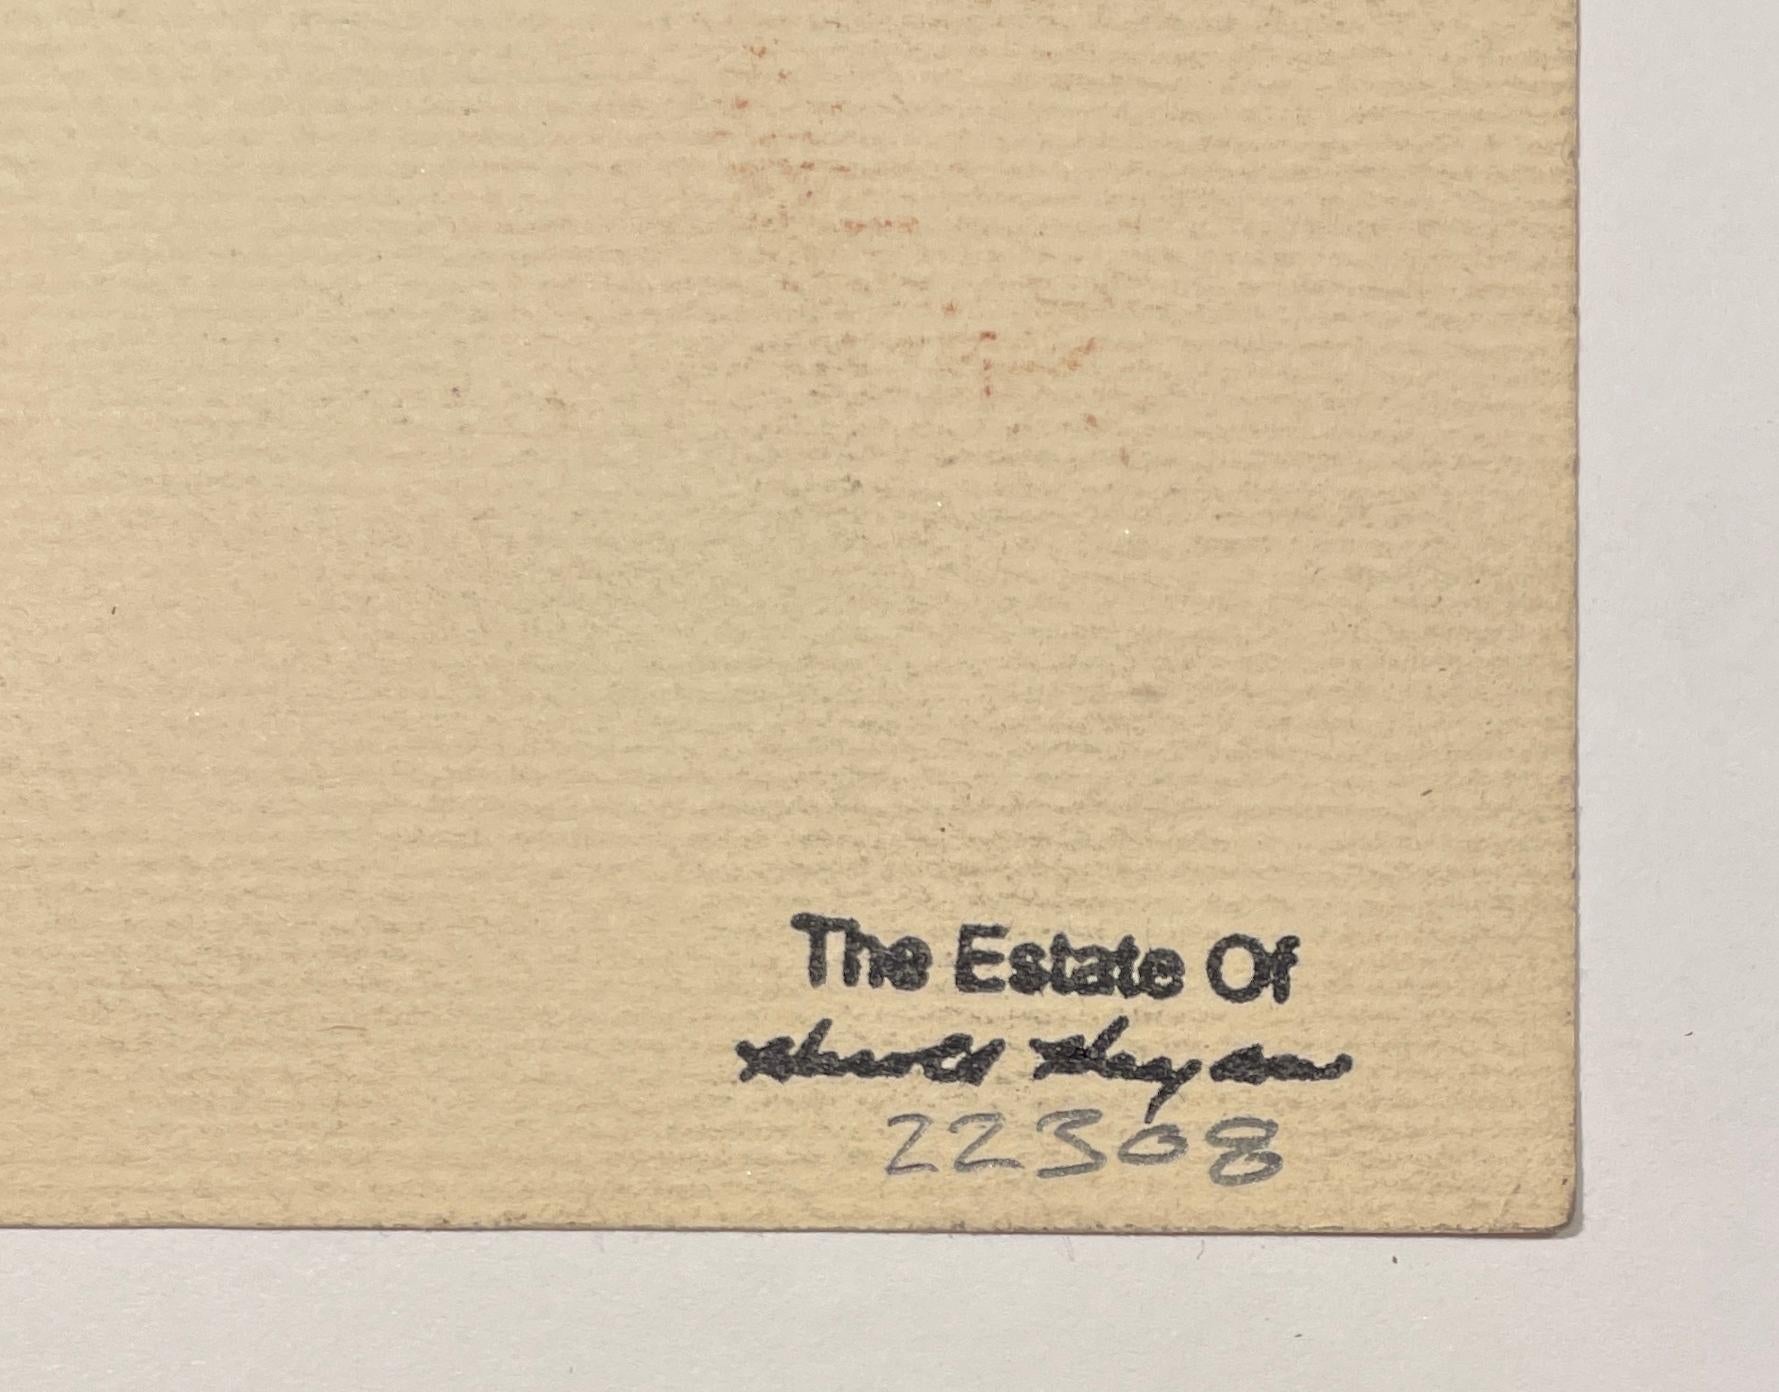 The Estate Of
22308